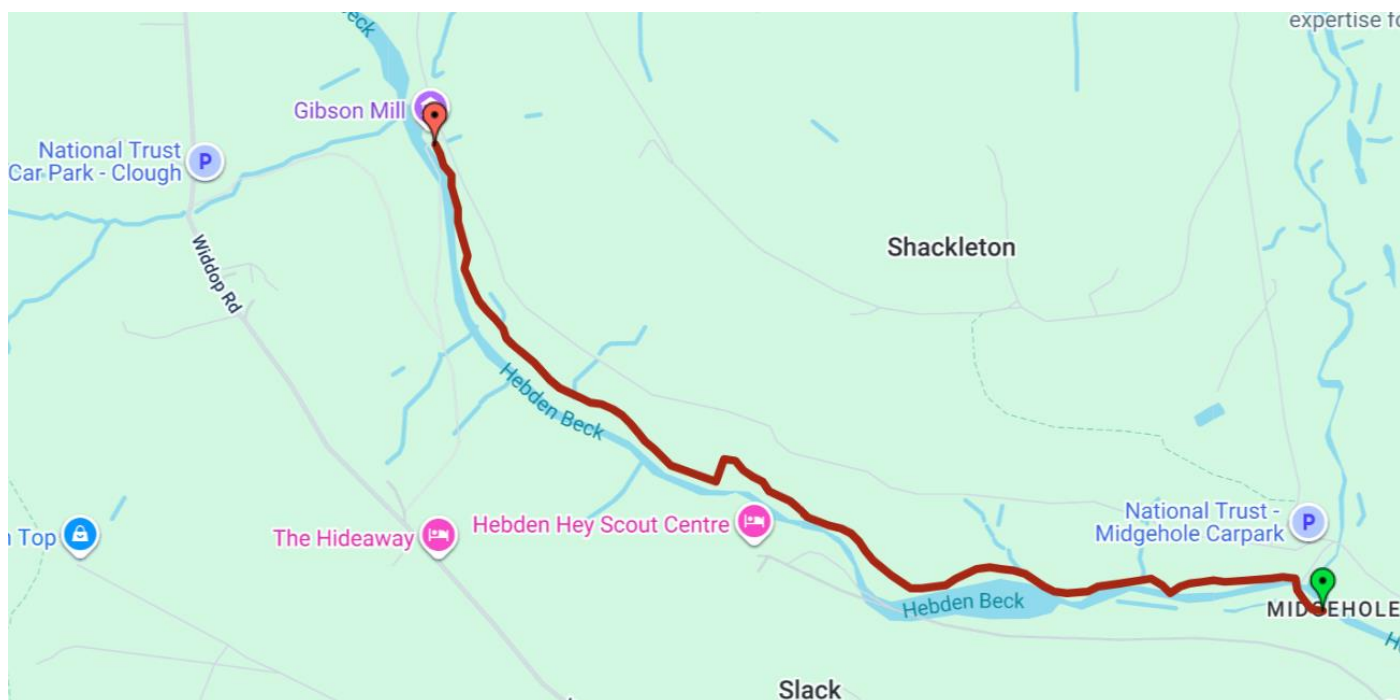 expertise fo
eck
Gibson Mill
National Trust
Car Park - Clough
P
Widdop Rd
Shackleton
Hebden Beck
National Trust -
Midgehole Carpark
P
Hebden Hey Scout Centre
The Hideaway
n Top
Hebden Beck
MIDGEHOLE
H
Slack